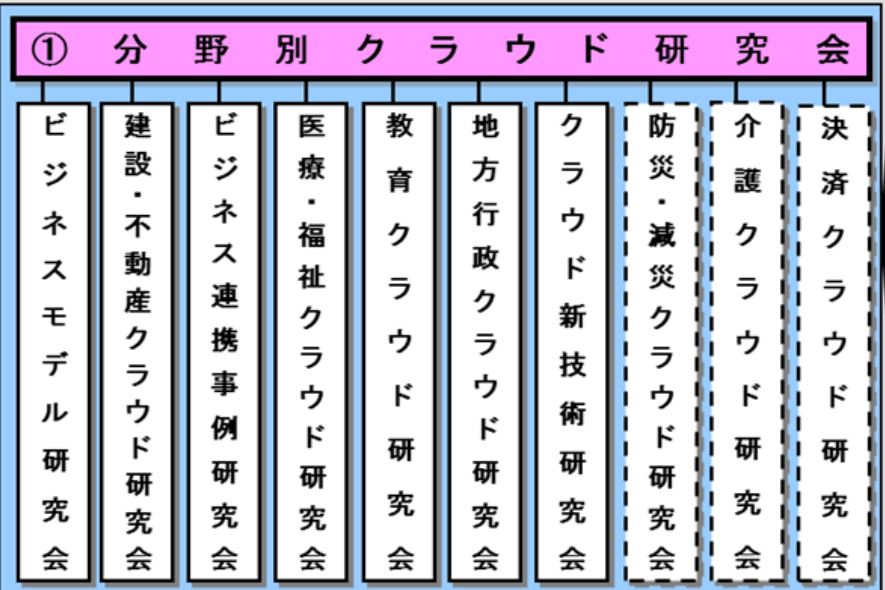 ① 分野別クラウド研究会
ビジネスモデル研究会
建設・不動産クラウド研究会
ビジネス連携事例研究会
医療・福祉クラウド研究会
教育クラウド研究会
地方行政クラウド研究会
クラウド新技術研究会
防災・減災クラウド研究会
介護クラウド研究会
決済クラウド研究会